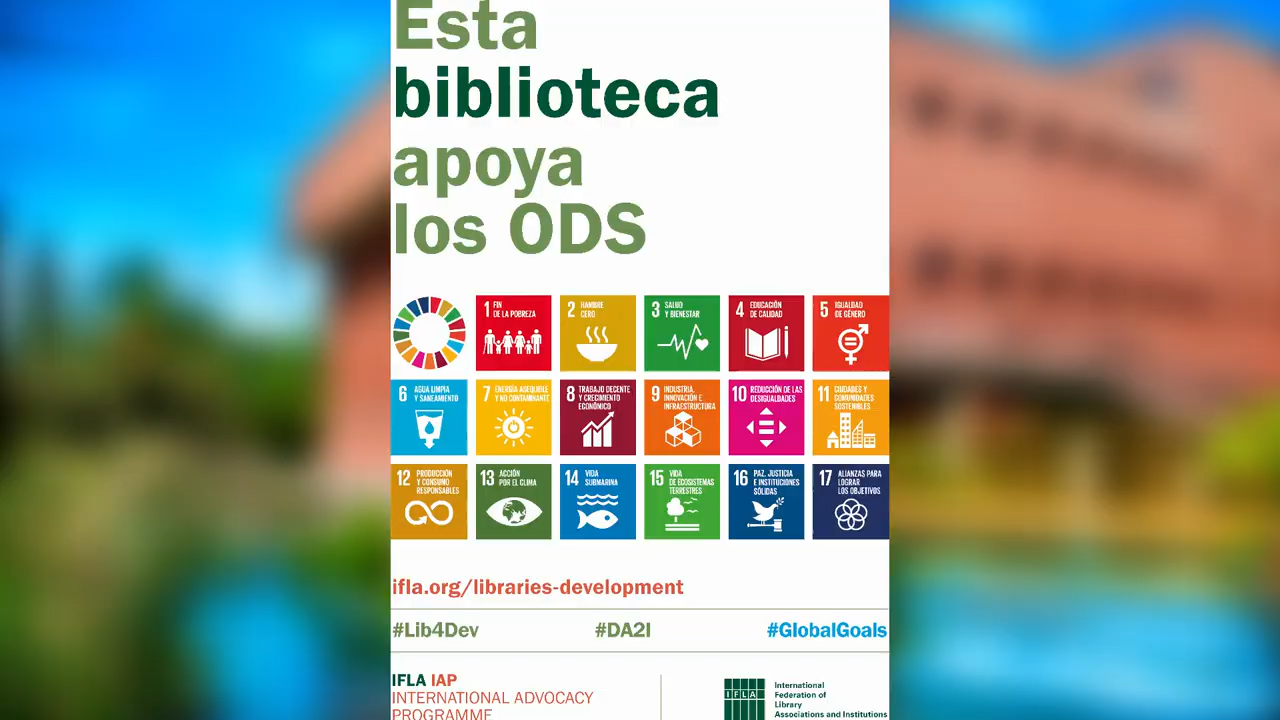 Esta
biblioteca
apoya
los ODS
1 FIN
DE LA POBREZA
2 HAMBRE
CERO
3 SALUD
Y BIENESTAR
4 EDUCACIÓN
DE CALIDAD
5 IGUALDAD
DE GÉNERO
6 AGUA LIMPIA
Y SANEAMIENTO
7 ENERGÍA ASEQUIBLE
Y NO CONTAMINANTE
8 TRABAJO DECENTE
Y CRECIMIENTO
ECONÓMICO
9 INDUSTRIA,
INNOVACIÓN E
INFRAESTRUCTURA
10 REDUCCIÓN DE LAS
DESIGUALDADES
11 CIUDADES Y
COMUNIDADES
SOSTENIBLES
12 PRODUCCIÓN
Y CONSUMO
RESPONSABLES
13 ACCIÓN
POR EL CLIMA
14 VIDA
SUBMARINA
15 VIDA
DE ECOSISTEMAS
TERRESTRES
16 PAZ, JUSTICIA
E INSTITUCIONES
SÓLIDAS
17 ALIANZAS PARA
LOGRAR
LOS OBJETIVOS
ifla.org/libraries-development
#Lib4Dev #DA2I #GlobalGoals
IFLA IAP
INTERNATIONAL ADVOCACY
PROGRAMME
IFLA
International
Federation of
Library
Associations and Institutions